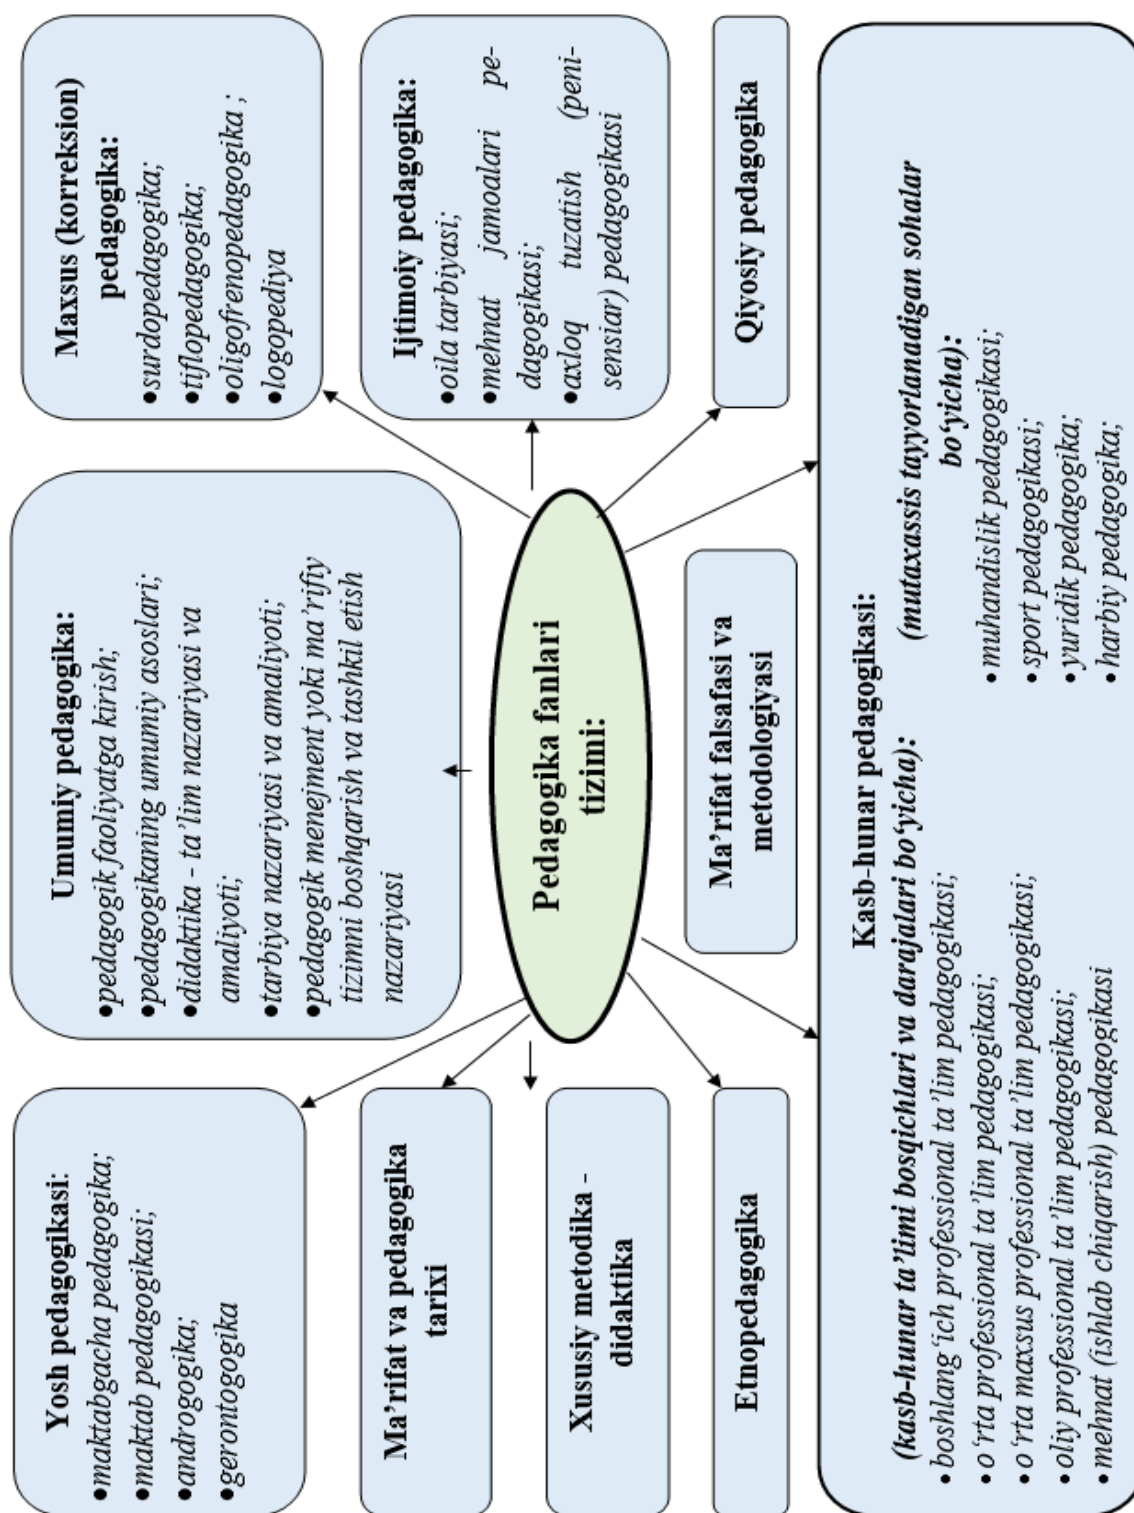 Yosh pedagogikasi:
•maktabgacha pedagogika;
•maktab pedagogikasi;
•androgogika;
•gerontogogika
Umumiy pedagogika:
•pedagogik faoliyatga kirish;
•pedagogikaning umumiy asoslari;
•didaktika - ta’lim nazariyasi va
amaliyoti;
•tarbiya nazariyasi va amaliyoti;
•pedagogik menejment yoki ma’rifiy
tizimni boshqarish va tashkil etish
nazariyasi
Maxsus (korreksion)
pedagogika:
•surdopedagogika;
•tiflopedagogika;
•oligofrenopedagogika ;
•logopediya
Ma’rifat va pedagogika
tarixi
Xususiy metodika -
didaktika
Etnopedagogika
Pedagogika fanlari
tizimi:
Ma’rifat falsafasi va
metodologiyasi
Ijtimoiy pedagogika:
•oila tarbiyasi;
•mehnat jamoalari pe-
dagogikasi;
•axloq tuzatish (peni-
sensiar) pedagogikasi
Qiyosiy pedagogika
Kasb-hunar pedagogikasi:
(kasb-hunar ta’limi bosqichlari va darajalari bo‘yicha):
•boshlang‘ich professional ta’lim pedagogikasi;
•o‘rta professional ta’lim pedagogikasi;
•o‘rta maxsus professional ta’lim pedagogikasi;
•oliy professional ta’lim pedagogikasi;
•mehnat (ishlab chiqarish) pedagogikasi
(mutaxassis tayyorlanadigan sohalar
bo‘yicha):
•muhandislik pedagogikasi;
•sport pedagogikasi;
•yuridik pedagogika;
•harbiy pedagogika;